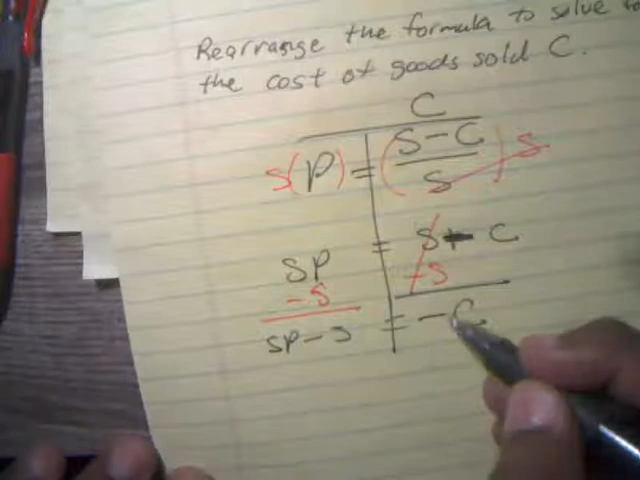 Rearrange the formula to solve
the cost of goods sold C.
C
S(P) = (S - C / S) S
SP = S - C
-S -S
SP - S = -C